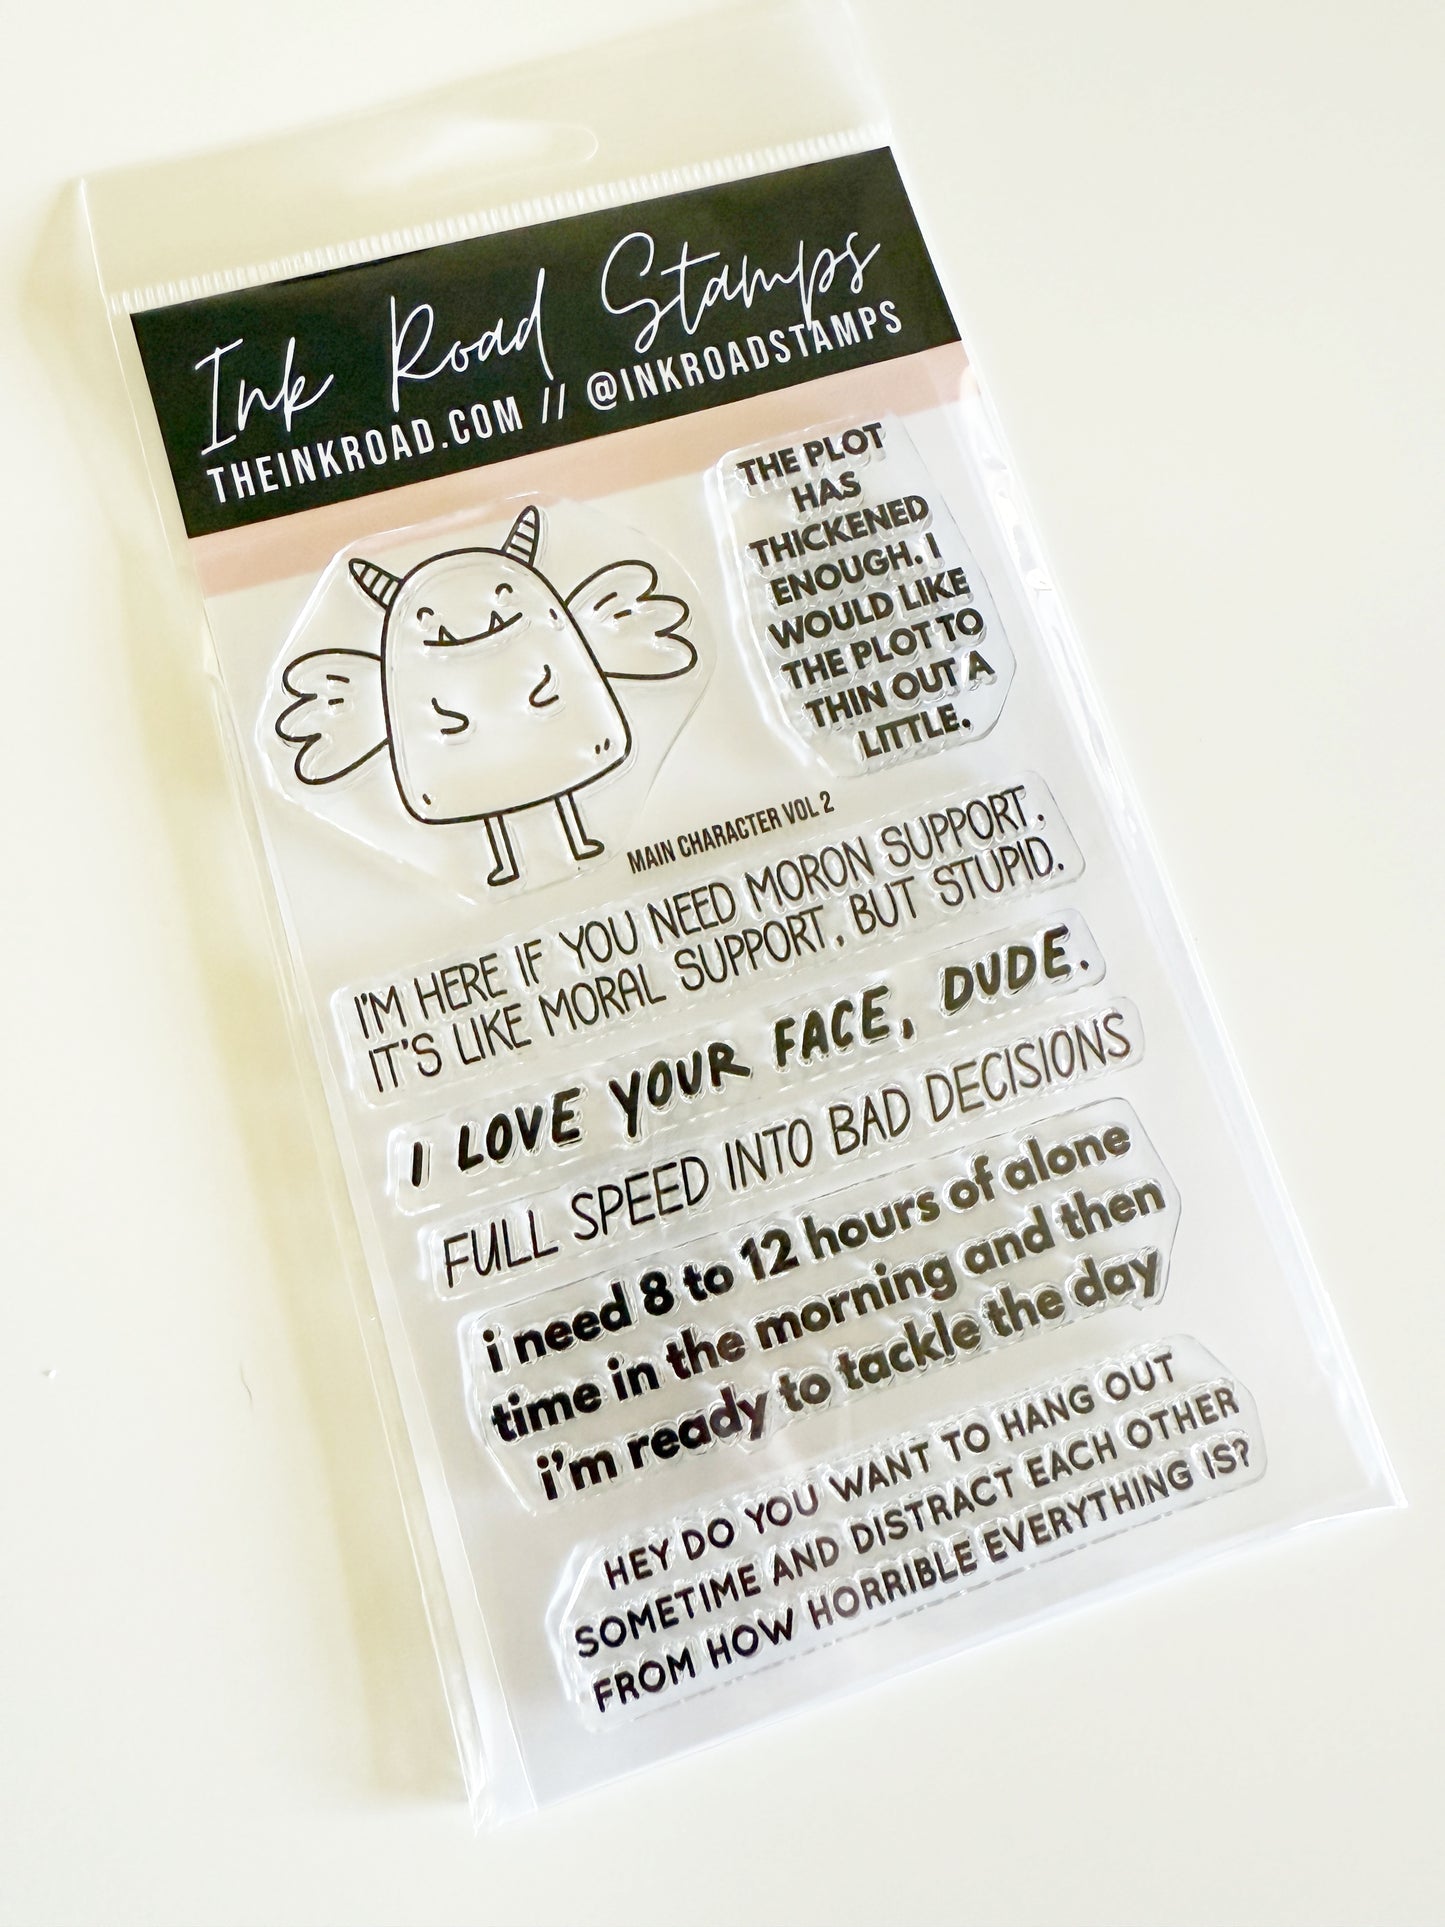 Ink Road Stamps
THEINKROAD.COM // @INKROADSTAMPS
THE PLOT
HAS
THICKENED
ENOUGH. I
WOULD LIKE
THE PLOT TO
THIN OUT A
LITTLE.
MAIN CHARACTER VOL 2
I'M HERE IF YOU NEED MORON SUPPORT.
IT'S LIKE MORAL SUPPORT, BUT STUPID.
I LOVE YOUR FACE, DUDE.
FULL SPEED INTO BAD DECISIONS
i need 8 to 12 hours of alone
time in the morning and then
i'm ready to tackle the day
HEY DO YOU WANT TO HANG OUT
SOMETIME AND DISTRACT EACH OTHER
FROM HOW HORRIBLE EVERYTHING IS?